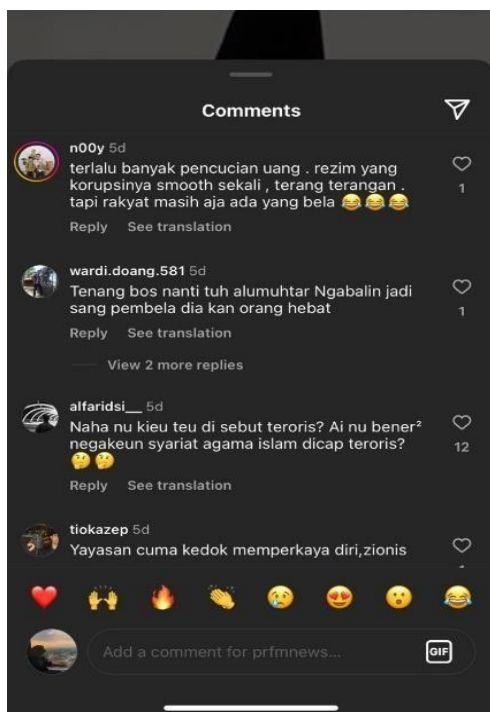 Comments
n00y 5d
terlalu banyak pencucian uang . rezim yang
korupsinya smooth sekali , terang terangan .
tapi rakyat masih aja ada yang bela 😂😂😂
1
Reply See translation
wardi.doang.581 5d
Tenang bos nanti tuh alumuhtar Ngabalin jadi
sang pembela dia kan orang hebat
1
Reply See translation
View 2 more replies
alfaridsi__ 5d
Naha nu kieu teu di sebut teroris? Ai nu bener²
negakeun syariat agama islam dicap teroris?
🤔🤔
12
Reply See translation
tiokazep 5d
Yayasan cuma kedok memperkaya diri,zionis
Add a comment for prfmnews...
GIF